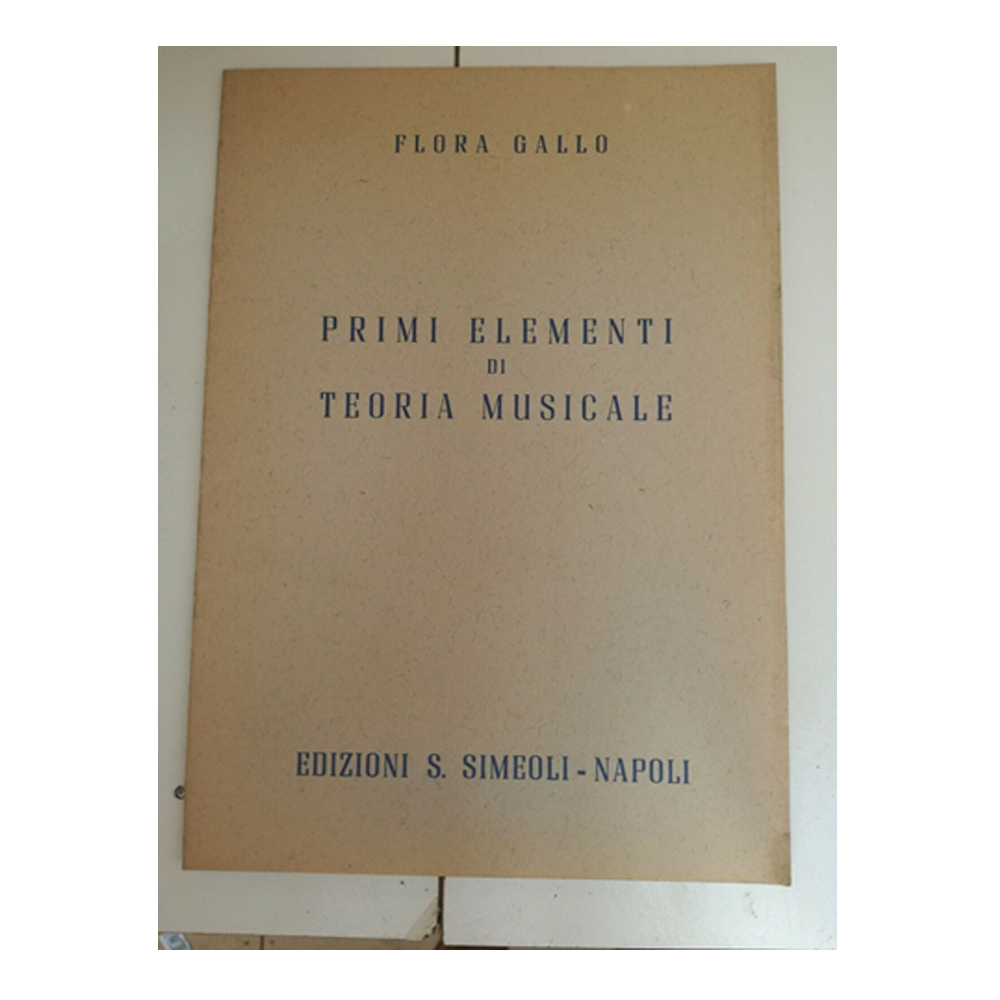 FLORA GALLO
PRIMI ELEMENTI
DI
TEORIA MUSICALE
EDIZIONI S. SIMEOLI - NAPOLI